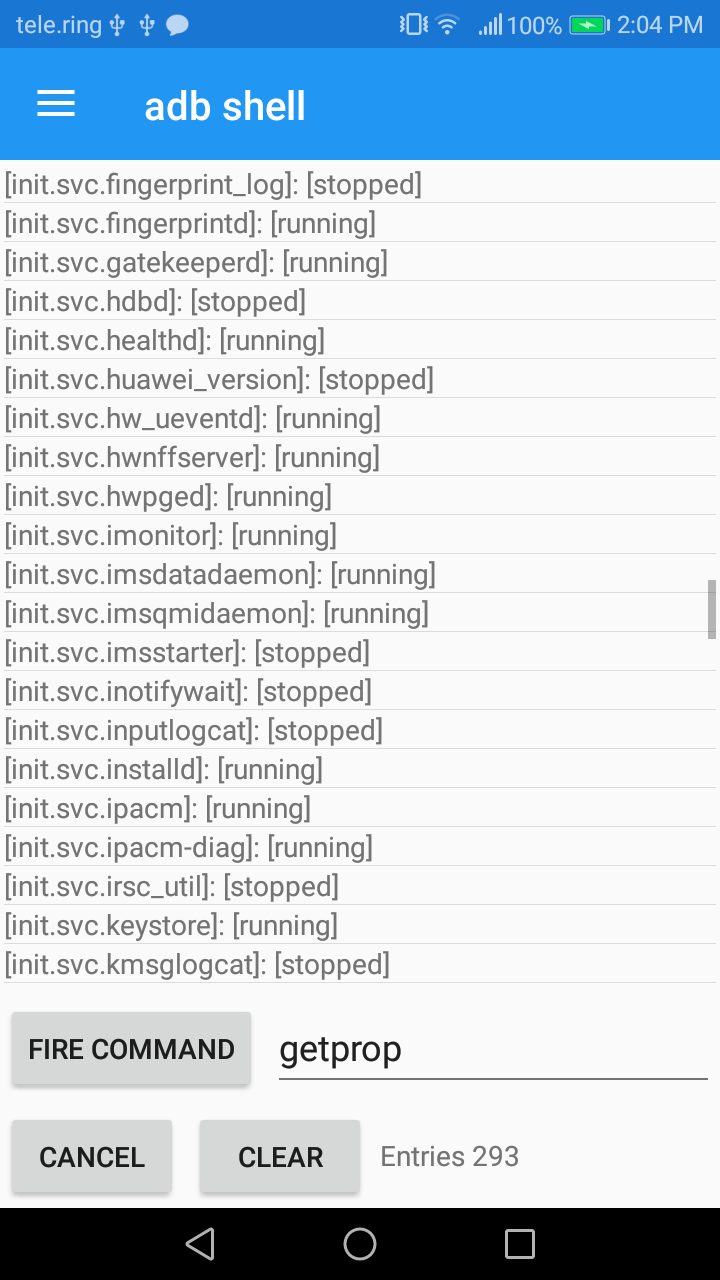 tele.ring 100% 2:04 PM
adb shell
[init.svc.fingerprint_log]: [stopped]
[init.svc.fingerprintd]: [running]
[init.svc.gatekeeperd]: [running]
[init.svc.hdbd]: [stopped]
[init.svc.healthd]: [running]
[init.svc.huawei_version]: [stopped]
[init.svc.hw_ueventd]: [running]
[init.svc.hwnffserver]: [running]
[init.svc.hwpged]: [running]
[init.svc.imonitor]: [running]
[init.svc.imsdatadaemon]: [running]
[init.svc.imsqmidaemon]: [running]
[init.svc.imsstarter]: [stopped]
[init.svc.inotifywait]: [stopped]
[init.svc.inputlogcat]: [stopped]
[init.svc.installd]: [running]
[init.svc.ipacm]: [running]
[init.svc.ipacm-diag]: [running]
[init.svc.irsc_util]: [stopped]
[init.svc.keystore]: [running]
[init.svc.kmsglogcat]: [stopped]
FIRE COMMAND getprop
CANCEL CLEAR Entries 293